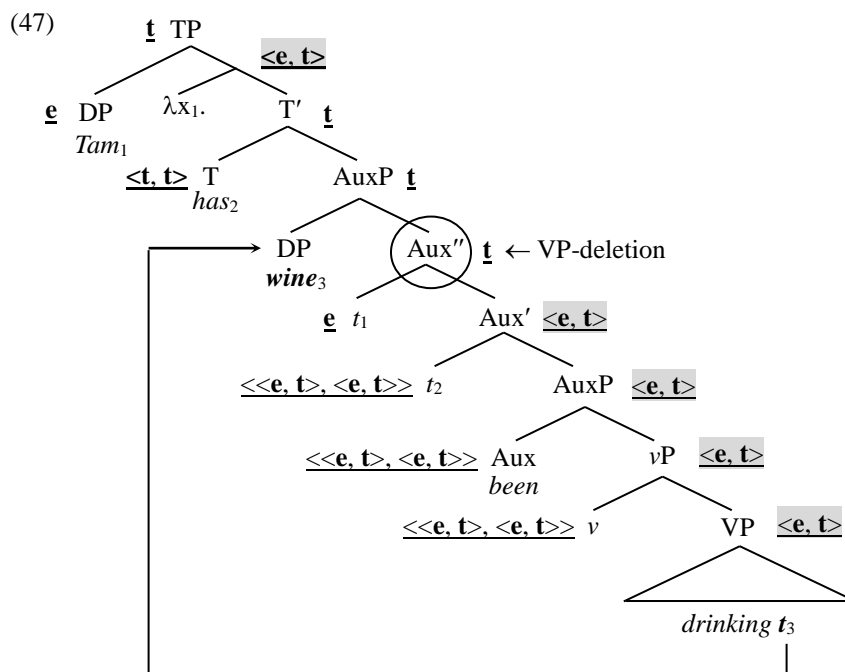 (47)
t TP
<e, t>
e DP λx₁. T′ t
Tam₁
<t, t> T AuxP t
has₂
DP Aux″ t ← VP-deletion
wine₃
e t₁ Aux′ <e, t>
<<e, t>, <e, t>> t₂ AuxP <e, t>
<<e, t>, <e, t>> Aux vP <e, t>
been
<<e, t>, <e, t>> v VP <e, t>
drinking t₃